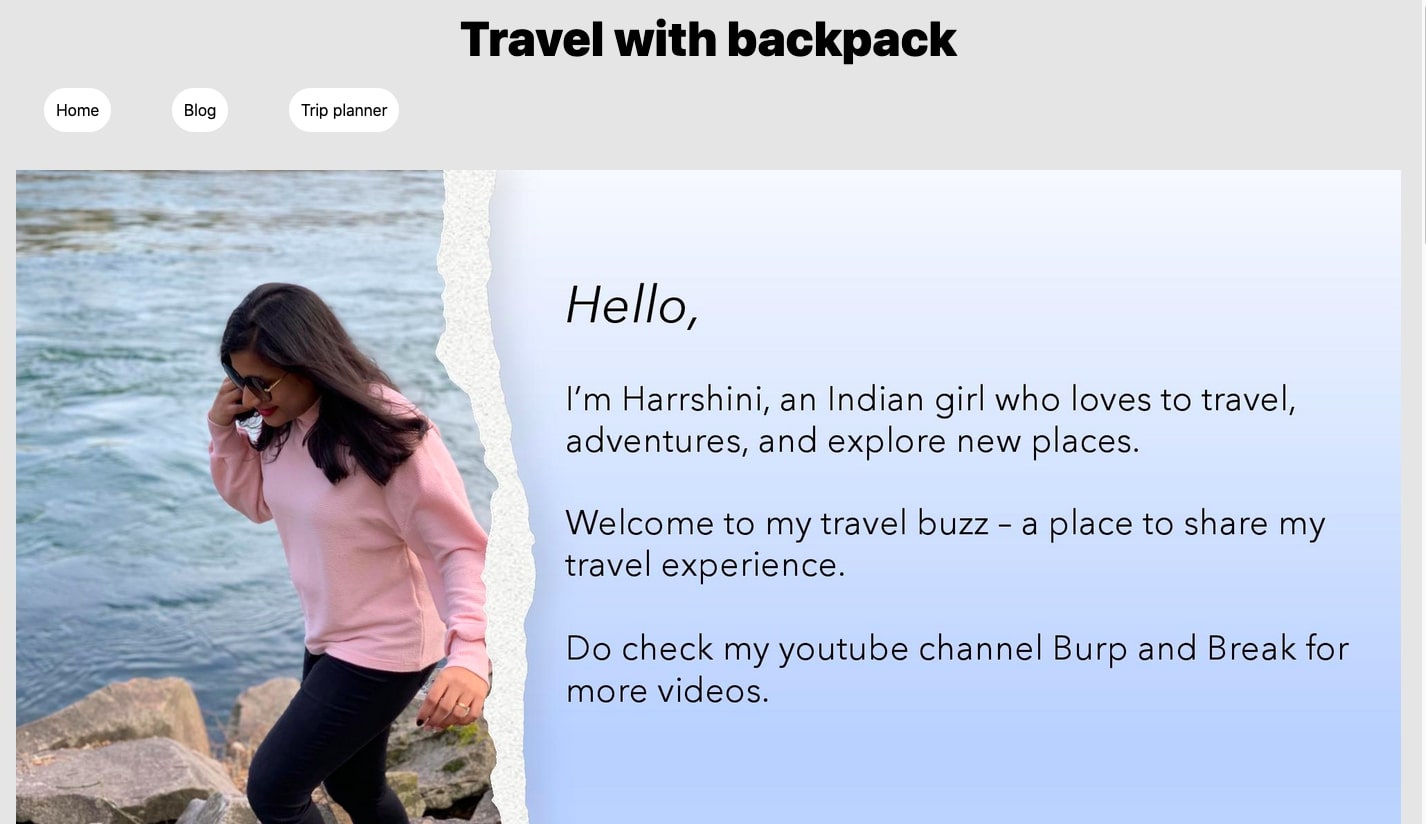 Travel with backpack
Home
Blog
Trip planner
Hello,
I’m Harrshini, an Indian girl who loves to travel,
adventures, and explore new places.
Welcome to my travel buzz – a place to share my
travel experience.
Do check my youtube channel Burp and Break for
more videos.